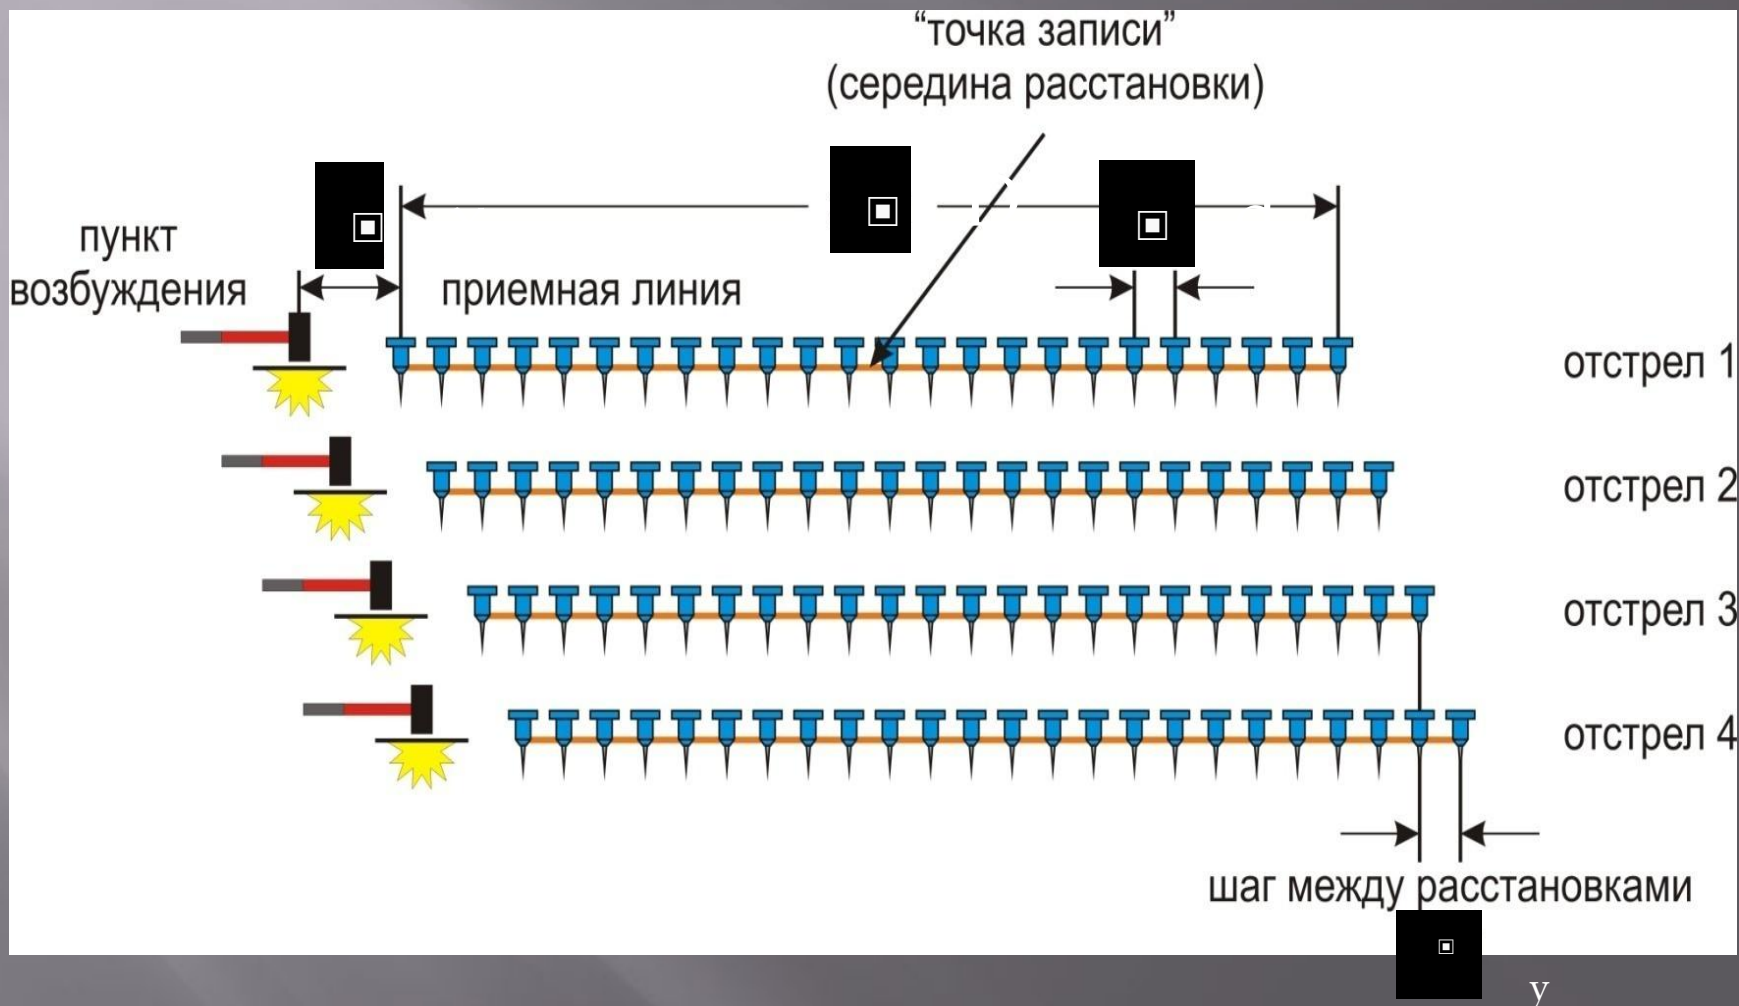 “точка записи”
(середина расстановки)
пункт
возбуждения
приемная линия
отстрел 1
отстрел 2
отстрел 3
отстрел 4
шаг между расстановками
у